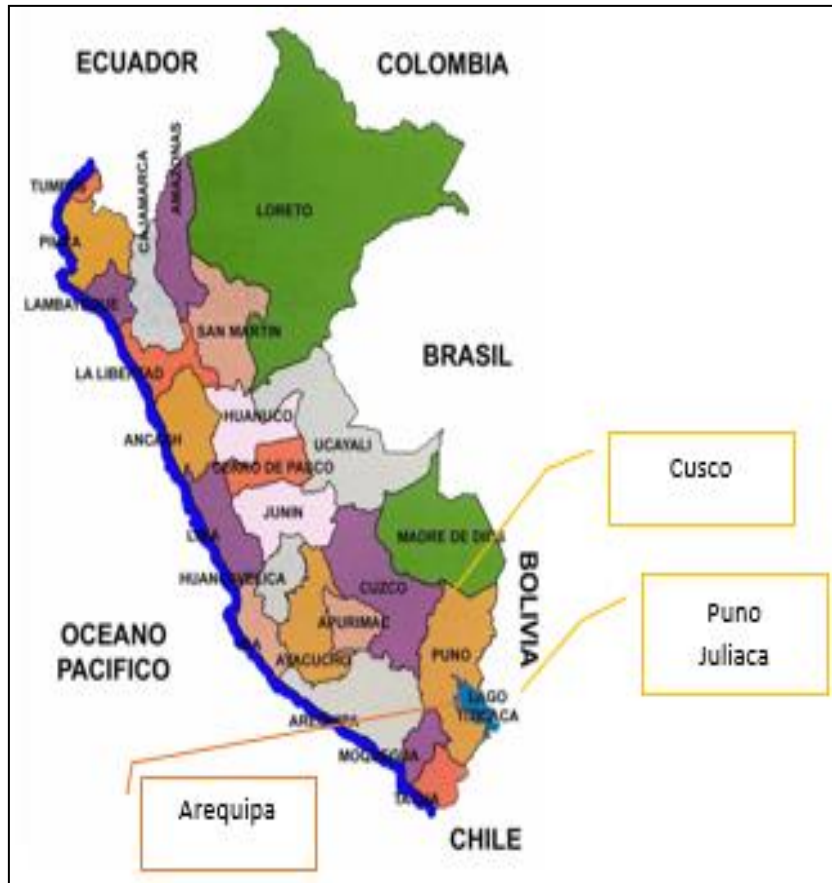 ECUADOR
COLOMBIA
CAJAMARCA
AMAZONAS
TUMBES
LORETO
PIURA
LAMBAYEQUE
SAN MARTIN
BRASIL
LA LIBERTAD
HUANUCO
ANCASH
UCAYALI
CERRO DE PASCO
Cusco
JUNIN
LIMA
MADRE DE DIOS
HUANCAVELICA
CUZCO
BOLIVIA
APURIMAC
Puno
Juliaca
OCEANO
PACIFICO
ICA
AYACUCHO
PUNO
LAGO
TITICACA
AREQUIPA
MOQUEGUA
TACNA
Arequipa
CHILE